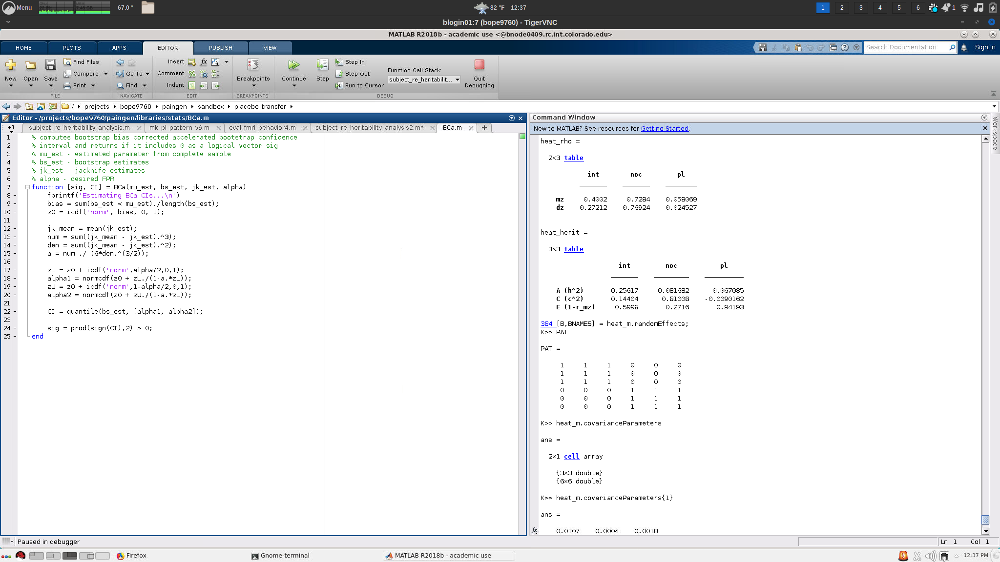 Menu 67.0 ° 82 °F 12:37 1 2 3 4 5 6 1
blogin01:7 (bope9760) - TigerVNC
MATLAB R2018b - academic use <@bnode0409.rc.int.colorado.edu>
HOME PLOTS APPS EDITOR PUBLISH VIEW Search Documentation Sign In
New Open Save Find Files Compare Print
Go To Find
Insert Comment Indent
Breakpoints
Continue Step Step In Step Out Run to Cursor
Function Call Stack:
subject_re_heritabilit...
Quit Debugging
FILE NAVIGATE EDIT BREAKPOINTS DEBUG
/ projects bope9760 paingen sandbox placebo_transfer
Editor - /projects/bope9760/paingen/libraries/stats/BCa.m
+1 subject_re_heritability_analysis.m mk_pl_pattern_v6.m eval_fmri_behavior4.m subject_re_heritability_analysis2.m* BCa.m
1 % computes bootstrap bias corrected accelerated bootstrap confidence
2 % interval and returns if it includes 0 as a logical vector sig
3 % mu_est - estimated parameter from complete sample
4 % bs_est - bootstrap estimates
5 % jk_est - jacknife estimates
6 % alpha - desired FPR
7 function [sig, CI] = BCa(mu_est, bs_est, jk_est, alpha)
8 - fprintf('Estimating BCa CIs...\n')
9 - bias = sum(bs_est < mu_est)./length(bs_est);
10 - z0 = icdf('norm', bias, 0, 1);
11
12 - jk_mean = mean(jk_est);
13 - num = sum((jk_mean - jk_est).^3);
14 - den = sum((jk_mean - jk_est).^2);
15 - a = num ./ (6*den.^(3/2));
16
17 - zL = z0 + icdf('norm',alpha/2,0,1);
18 - alpha1 = normcdf(z0 + zL./(1-a.*zL));
19 - zU = z0 + icdf('norm',1-alpha/2,0,1);
20 - alpha2 = normcdf(z0 + zU./(1-a.*zL));
21
22 - CI = quantile(bs_est, [alpha1, alpha2]);
23
24 - sig = prod(sign(CI),2) > 0;
25 - end
Command Window
New to MATLAB? See resources for Getting Started.
Workspace
heat_rho =
2×3 table
int noc pl
mz 0.4002 0.7284 0.058069
dz 0.27212 0.76924 0.024527
heat_herit =
3×3 table
int noc pl
A (h^2) 0.25617 -0.081682 0.067085
C (c^2) 0.14404 0.81008 -0.0090162
E (1-r_mz) 0.5998 0.2716 0.94193
384 [B,BNAMES] = heat_m.randomEffects;
K>> PAT
PAT =
1 1 1 0 0 0
1 1 1 0 0 0
1 1 1 0 0 0
0 0 0 1 1 1
0 0 0 1 1 1
0 0 0 1 1 1
K>> heat_m.covarianceParameters
ans =
2×1 cell array
{3×3 double}
{6×6 double}
K>> heat_m.covarianceParameters{1}
ans =
fx 0.0107 0.0004 0.0018
Paused in debugger Ln 1 Col 1
Firefox Gnome-terminal MATLAB R2018b - academic use 12:37 PM